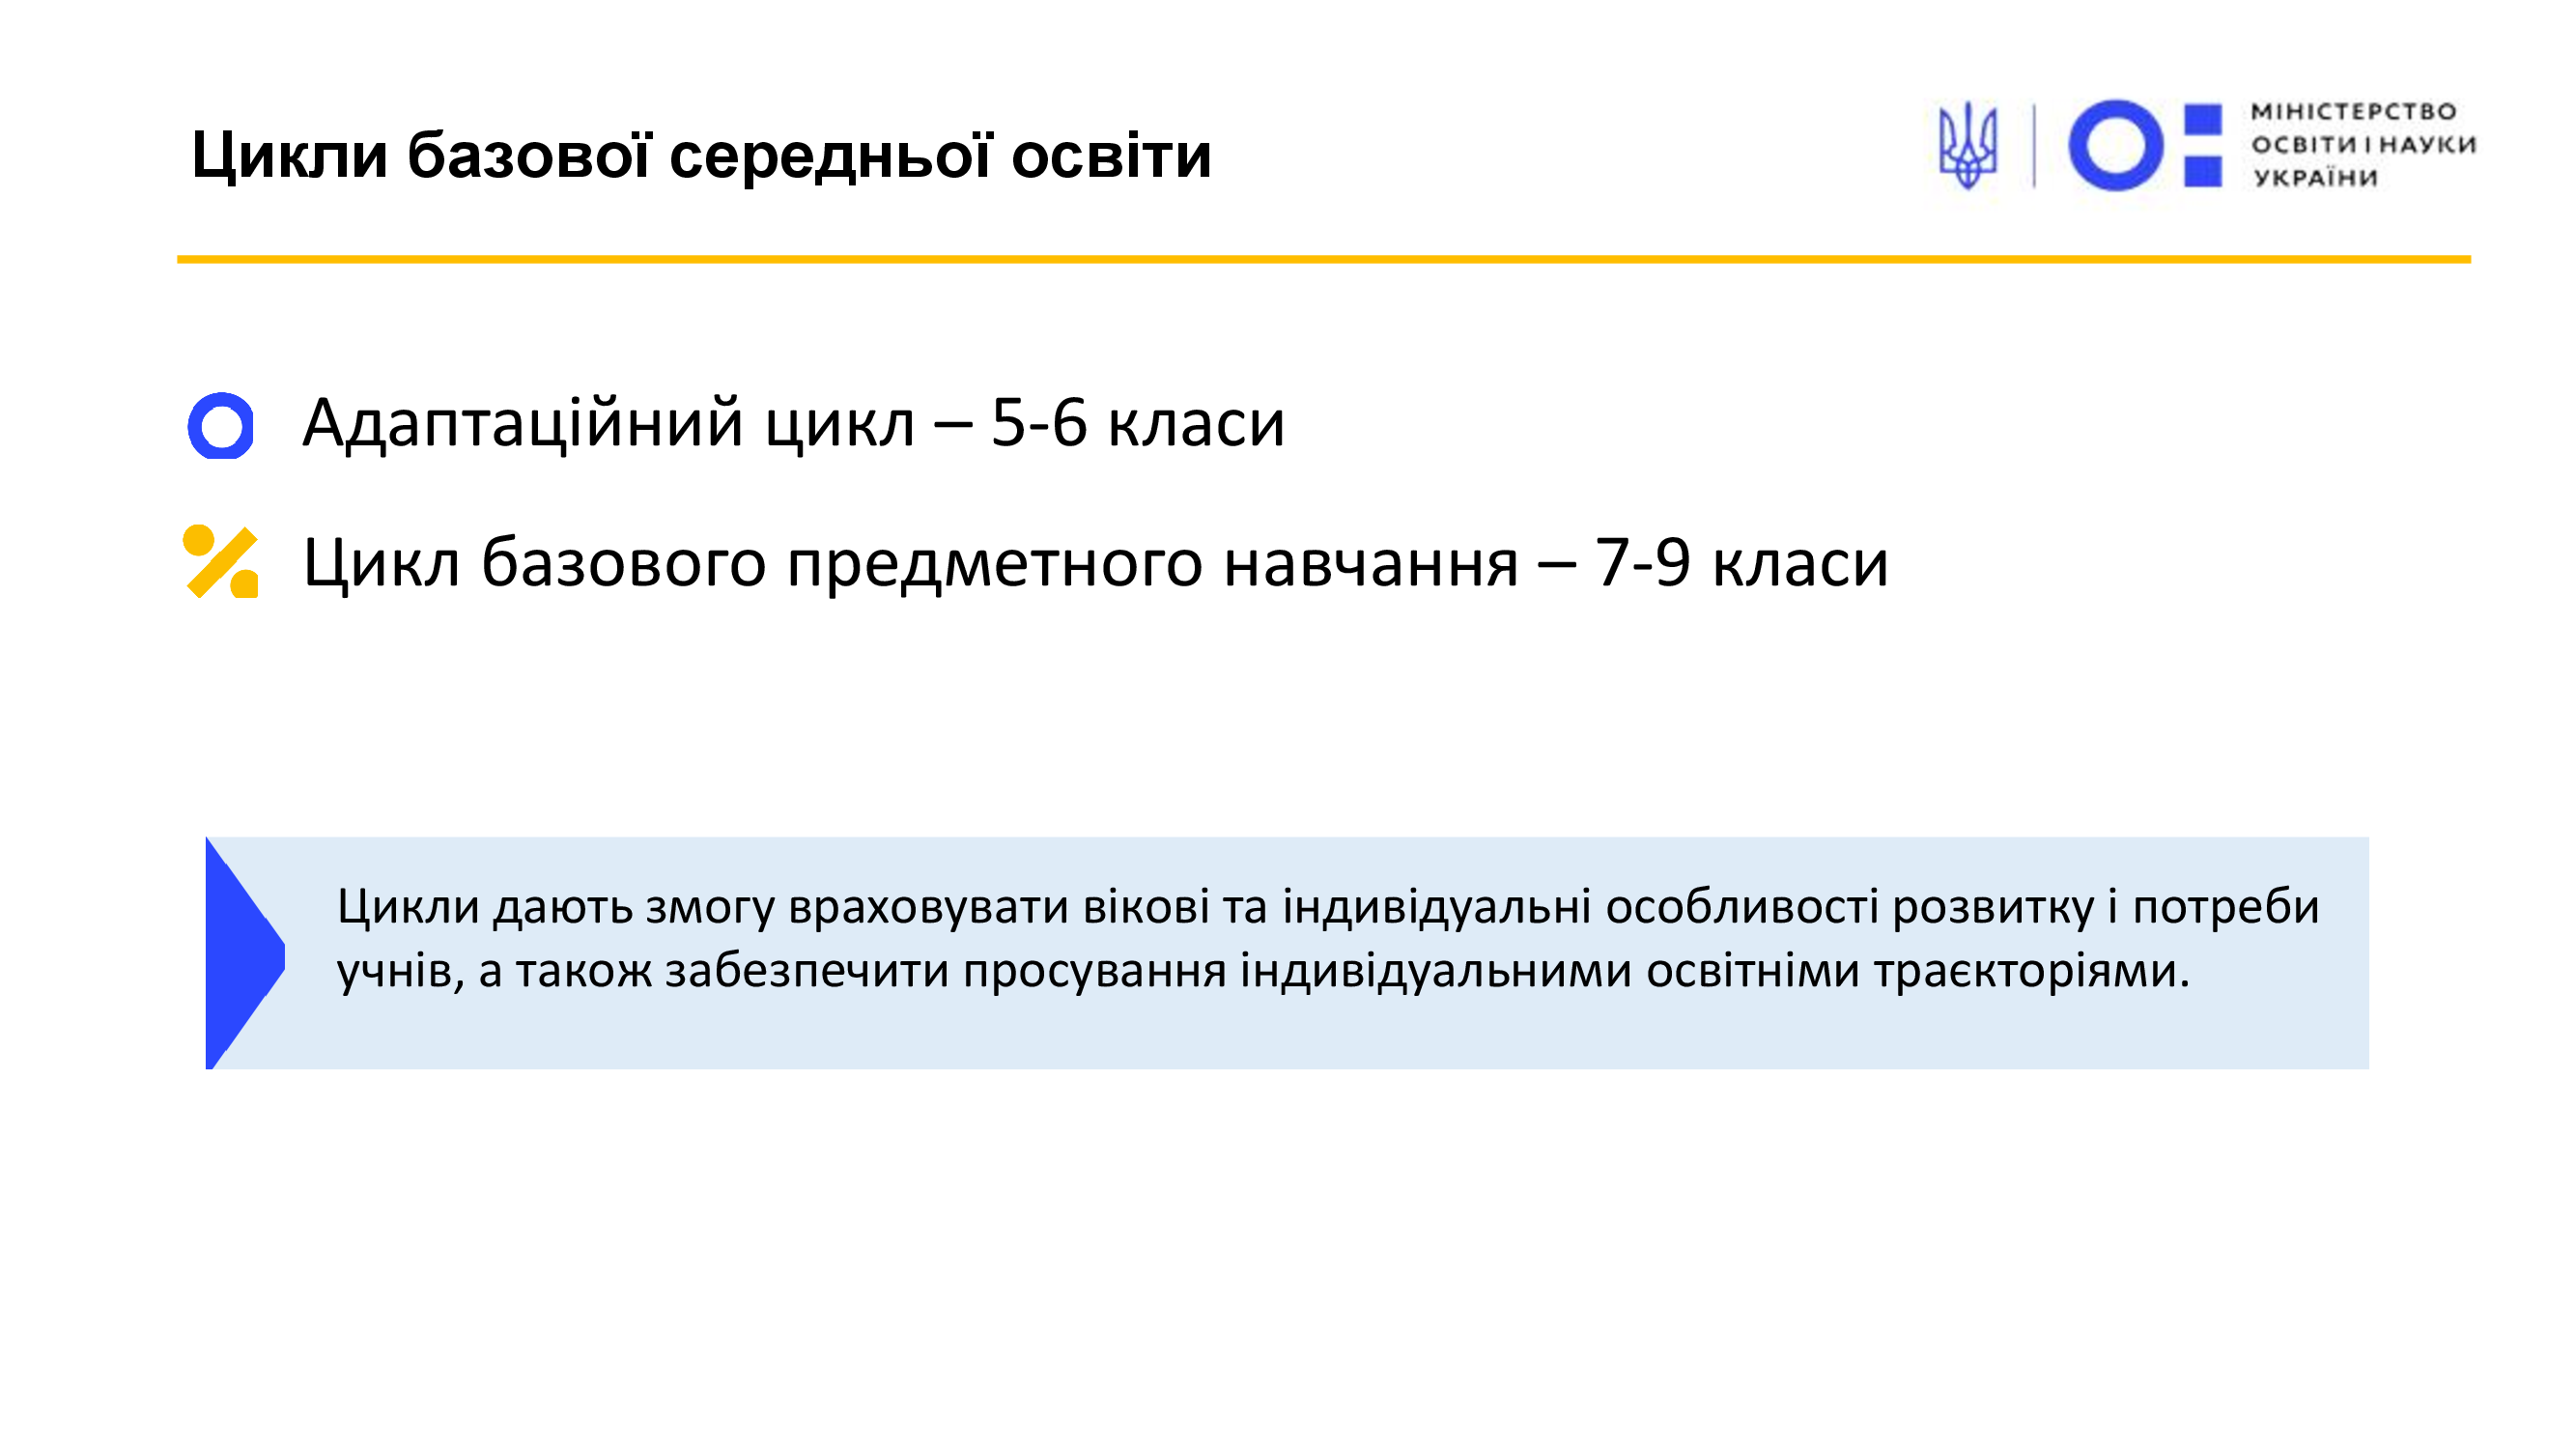 Цикли базової середньої освіти
МІНІСТЕРСТВО
ОСВІТИ І НАУКИ
УКРАЇНИ
Адаптаційний цикл – 5-6 класи
Цикл базового предметного навчання – 7-9 класи
Цикли дають змогу враховувати вікові та індивідуальні особливості розвитку і потреби
учнів, а також забезпечити просування індивідуальними освітніми траєкторіями.